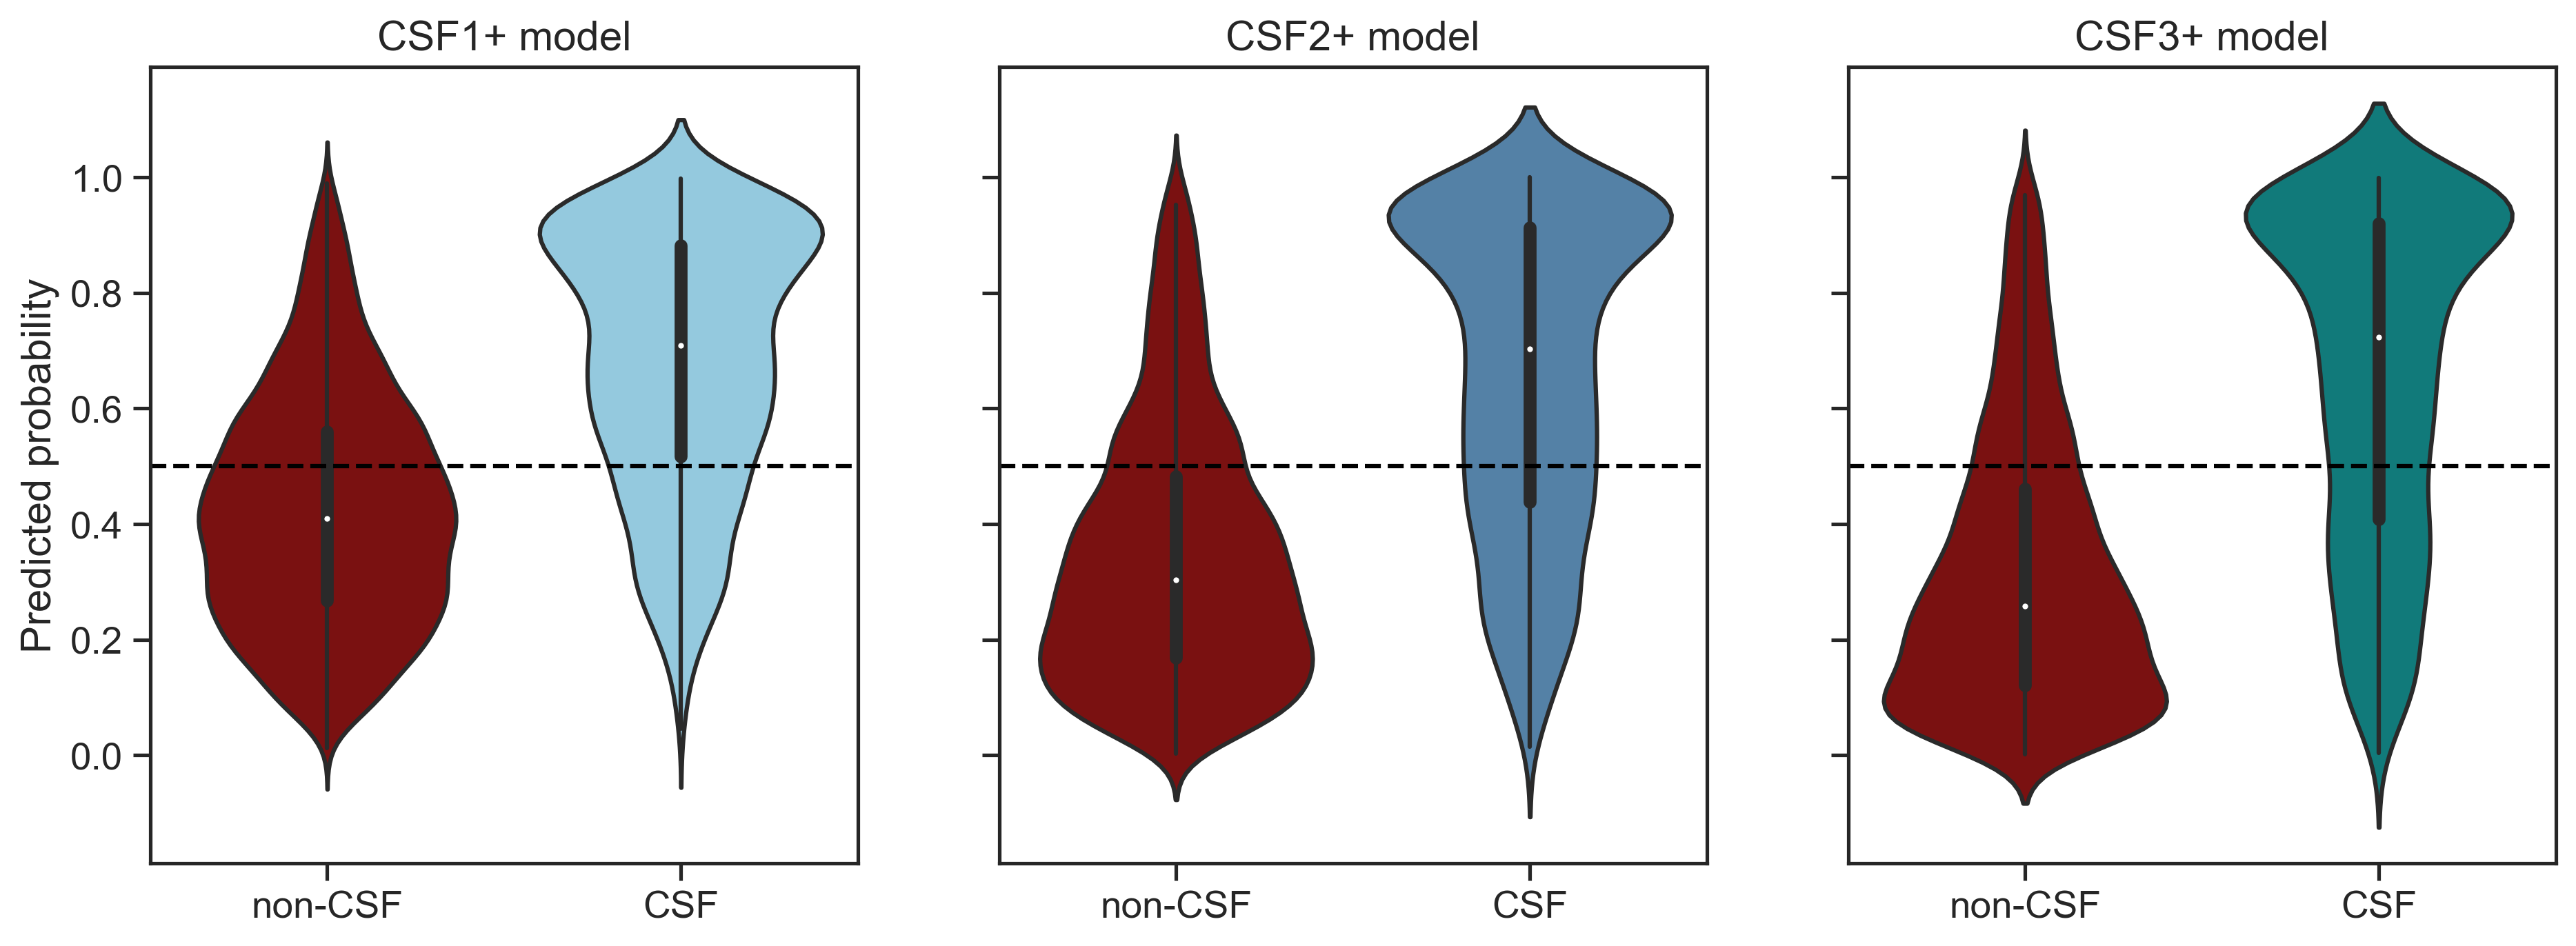 CSF1+ model
CSF2+ model
CSF3+ model
Predicted probability
1.0
0.8
0.6
0.4
0.2
0.0
non-CSF
CSF
non-CSF
CSF
non-CSF
CSF